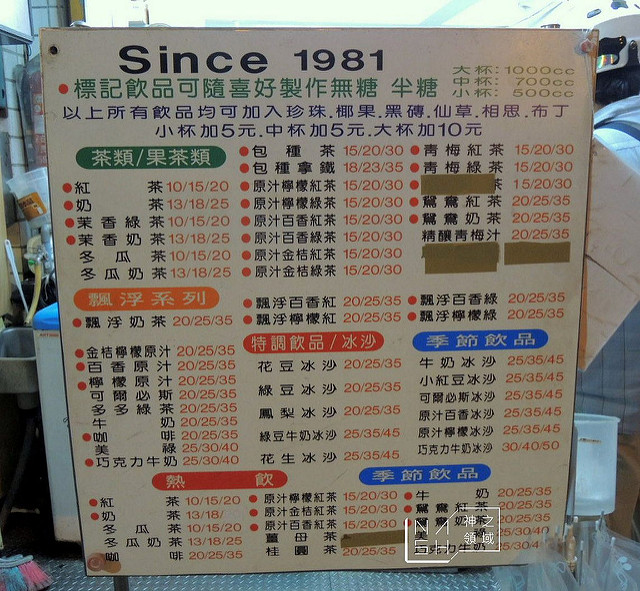 Since 1981
大杯:1000cc
中杯:700cc
小杯:500cc
●標記飲品可隨喜好製作無糖 半糖
以上所有飲品均可加入珍珠.椰果.黑磚.仙草.相思.布丁
小杯加5元.中杯加5元.大杯加10元
茶類/果茶類
●紅茶 10/15/20
●奶茶 13/18/25
●茉香綠茶 10/15/20
●茉香奶茶 13/18/25
冬瓜茶 10/15/20
冬瓜奶茶 13/18/25
●包種茶 15/20/30
●包種拿鐵 18/23/35
●原汁檸檬紅茶 15/20/30
●原汁檸檬綠茶 15/20/30
●原汁百香紅茶 15/20/30
●原汁百香綠茶 15/20/30
●原汁金桔紅茶 15/20/30
●原汁金桔綠茶 15/20/30
●青梅紅茶 15/20/30
●青梅綠茶 15/20/30
茶 15/20/30
●鴛鴦紅茶 20/25/35
●鴛鴦奶茶 20/25/35
精釀青梅汁 20/25/35
飄浮系列
●飄浮奶茶 20/25/35
●飄浮百香紅 20/25/35
●飄浮檸檬紅 20/25/35
●飄浮百香綠 20/25/35
●飄浮檸檬綠 20/25/35
●金桔檸檬原汁 20/25/35
●百香原汁 20/25/35
●檸檬原汁 20/25/35
可爾必斯 20/25/35
多多綠茶 20/25/35
牛奶 20/25/35
●咖啡 20/25/35
美祿 25/30/40
●巧克力牛奶 25/30/40
特調飲品/冰沙
花豆冰沙 20/25/35
綠豆冰沙 20/25/35
鳳梨冰沙 20/25/35
綠豆牛奶冰沙 25/35/45
花生冰沙 25/35/45
季節飲品
牛奶冰沙 25/35/45
小紅豆冰沙 25/35/45
可爾必斯冰沙 25/35/45
原汁百香冰沙 25/35/45
原汁檸檬冰沙 25/35/45
巧克力牛奶冰沙 30/40/50
熱飲
●紅茶 10/15/20
●奶茶 13/18/
冬瓜茶 10/15/20
冬瓜奶茶 13/18/25
咖啡 20/25/35
●原汁檸檬紅茶 15/20/30
●原汁金桔紅茶 15/20/30
●原汁百香紅茶 15/20/30
薑母茶
桂圓茶 20/25/35
季節飲品
●牛奶 20/25/35
●鴛鴦紅茶 20/25/35
●鴛鴦奶茶 20/25/35
美 25/30/40
巧克力牛奶 25/30/4
神之領域